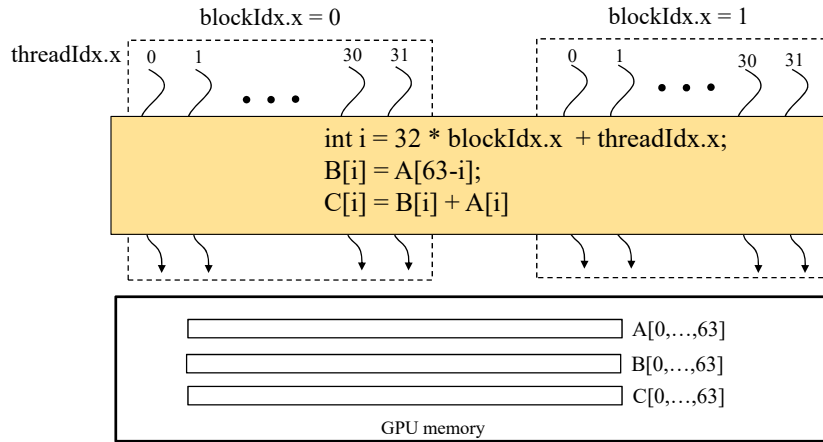 blockIdx.x = 0
blockIdx.x = 1
threadIdx.x
0 1 30 31
0 1 30 31
int i = 32 * blockIdx.x + threadIdx.x;
B[i] = A[63-i];
C[i] = B[i] + A[i]
A[0,…,63]
B[0,…,63]
C[0,…,63]
GPU memory